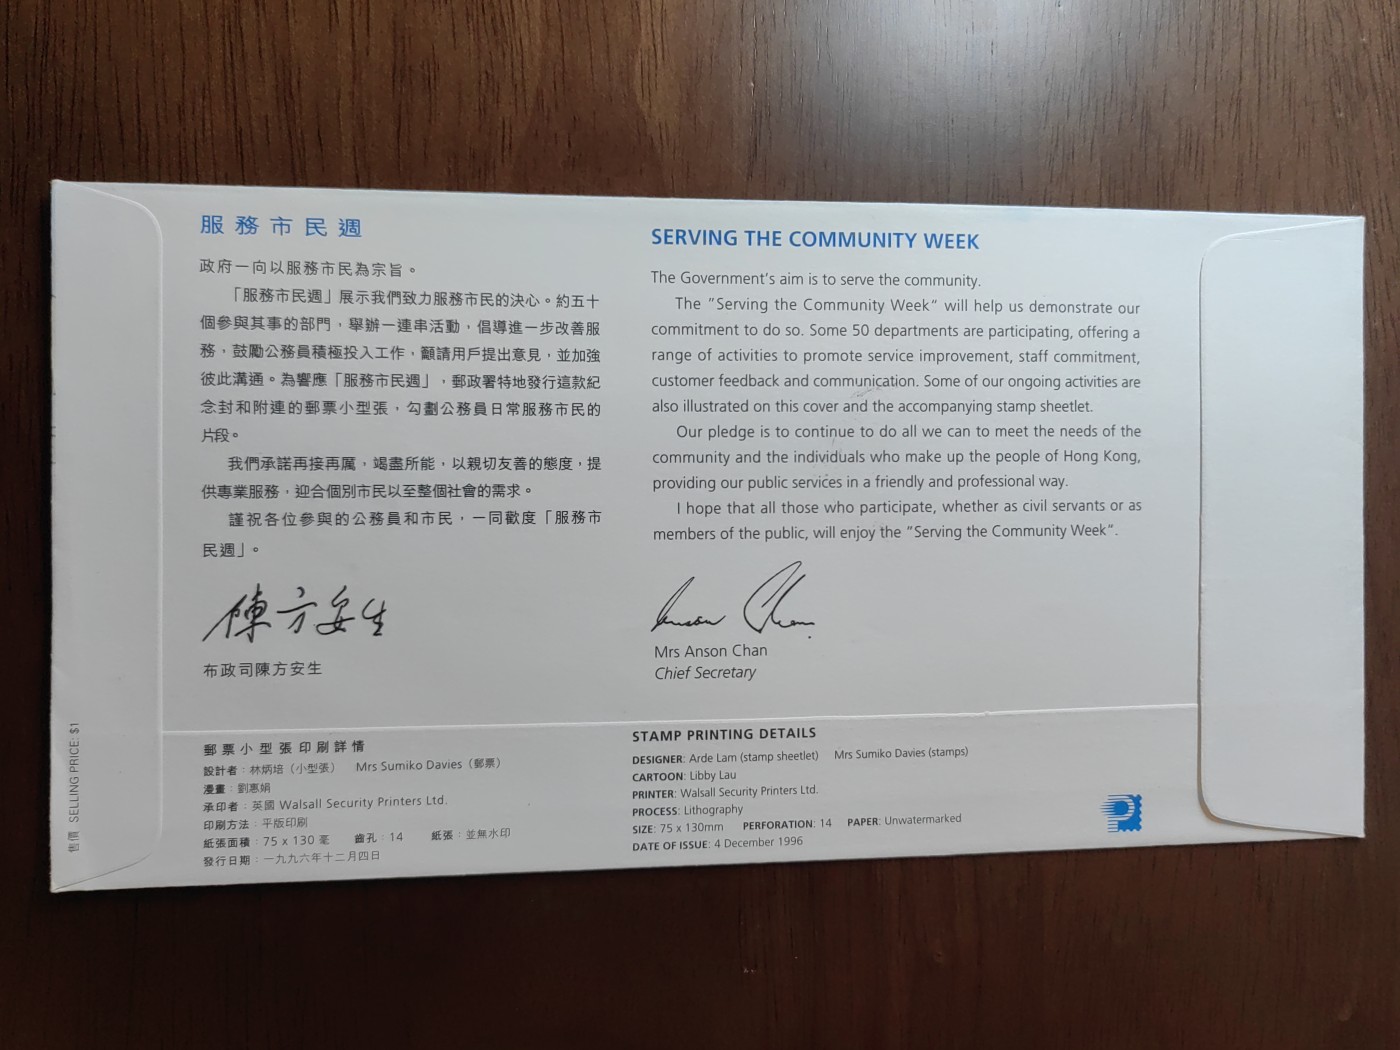 服務市民週
政府一向以服務市民為宗旨。
「服務市民週」展示我們致力服務市民的決心。約五十
個參與其事的部門，舉辦一連串活動，倡導進一步改善服
務，鼓勵公務員積極投入工作，籲請用戶提出意見，並加強
彼此溝通。為響應「服務市民週」，郵政署特地發行這款紀
念封和附連的郵票小型張，勾劃公務員日常服務市民的
片段。
我們承諾再接再厲，竭盡所能，以親切友善的態度，提
供專業服務，迎合個別市民以至整個社會的需求。
謹祝各位參與的公務員和市民，一同歡度「服務市
民週」。
陳方安生
布政司陳方安生
SERVING THE COMMUNITY WEEK
The Government's aim is to serve the community.
The "Serving the Community Week" will help us demonstrate our
commitment to do so. Some 50 departments are participating, offering a
range of activities to promote service improvement, staff commitment,
customer feedback and communication. Some of our ongoing activities are
also illustrated on this cover and the accompanying stamp sheetlet.
Our pledge is to continue to do all we can to meet the needs of the
community and the individuals who make up the people of Hong Kong,
providing our public services in a friendly and professional way.
I hope that all those who participate, whether as civil servants or as
members of the public, will enjoy the "Serving the Community Week".
Anson Chan
Mrs Anson Chan
Chief Secretary
郵票小型張印刷詳情
設計者：林炳培（小型張） Mrs Sumiko Davies（郵票）
漫畫：劉惠娟
承印者：英國 Walsall Security Printers Ltd.
印刷方法：平版印刷
紙張面積：75 x 130 毫 齒孔：14 紙張：並無水印
發行日期：一九九六年十二月四日
STAMP PRINTING DETAILS
DESIGNER: Arde Lam (stamp sheetlet) Mrs Sumiko Davies (stamps)
CARTOON: Libby Lau
PRINTER: Walsall Security Printers Ltd.
PROCESS: Lithography
SIZE: 75 x 130mm PERFORATION: 14 PAPER: Unwatermarked
DATE OF ISSUE: 4 December 1996
售價 SELLING PRICE: $1